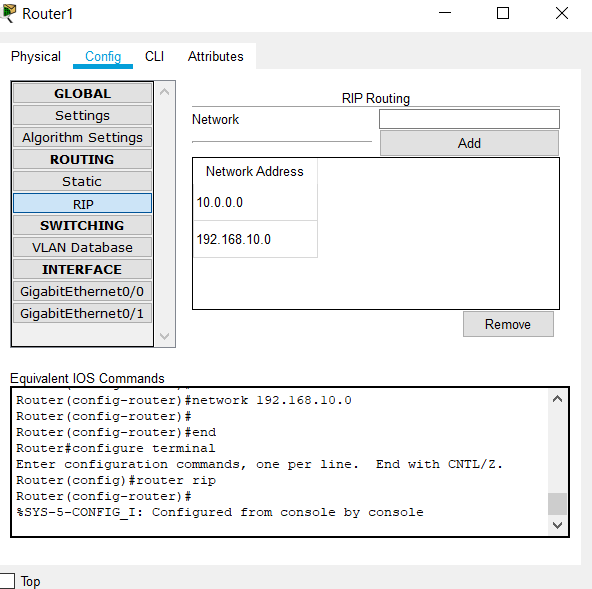 Router1
Physical Config CLI Attributes
GLOBAL
Settings
Algorithm Settings
ROUTING
Static
RIP
SWITCHING
VLAN Database
INTERFACE
GigabitEthernet0/0
GigabitEthernet0/1
RIP Routing
Network
Add
Network Address
10.0.0.0
192.168.10.0
Remove
Equivalent IOS Commands
Router(config-router)#network 192.168.10.0
Router(config-router)#
Router(config-router)#end
Router#configure terminal
Enter configuration commands, one per line.  End with CNTL/Z.
Router(config)#router rip
Router(config-router)#
%SYS-5-CONFIG_I: Configured from console by console
Top